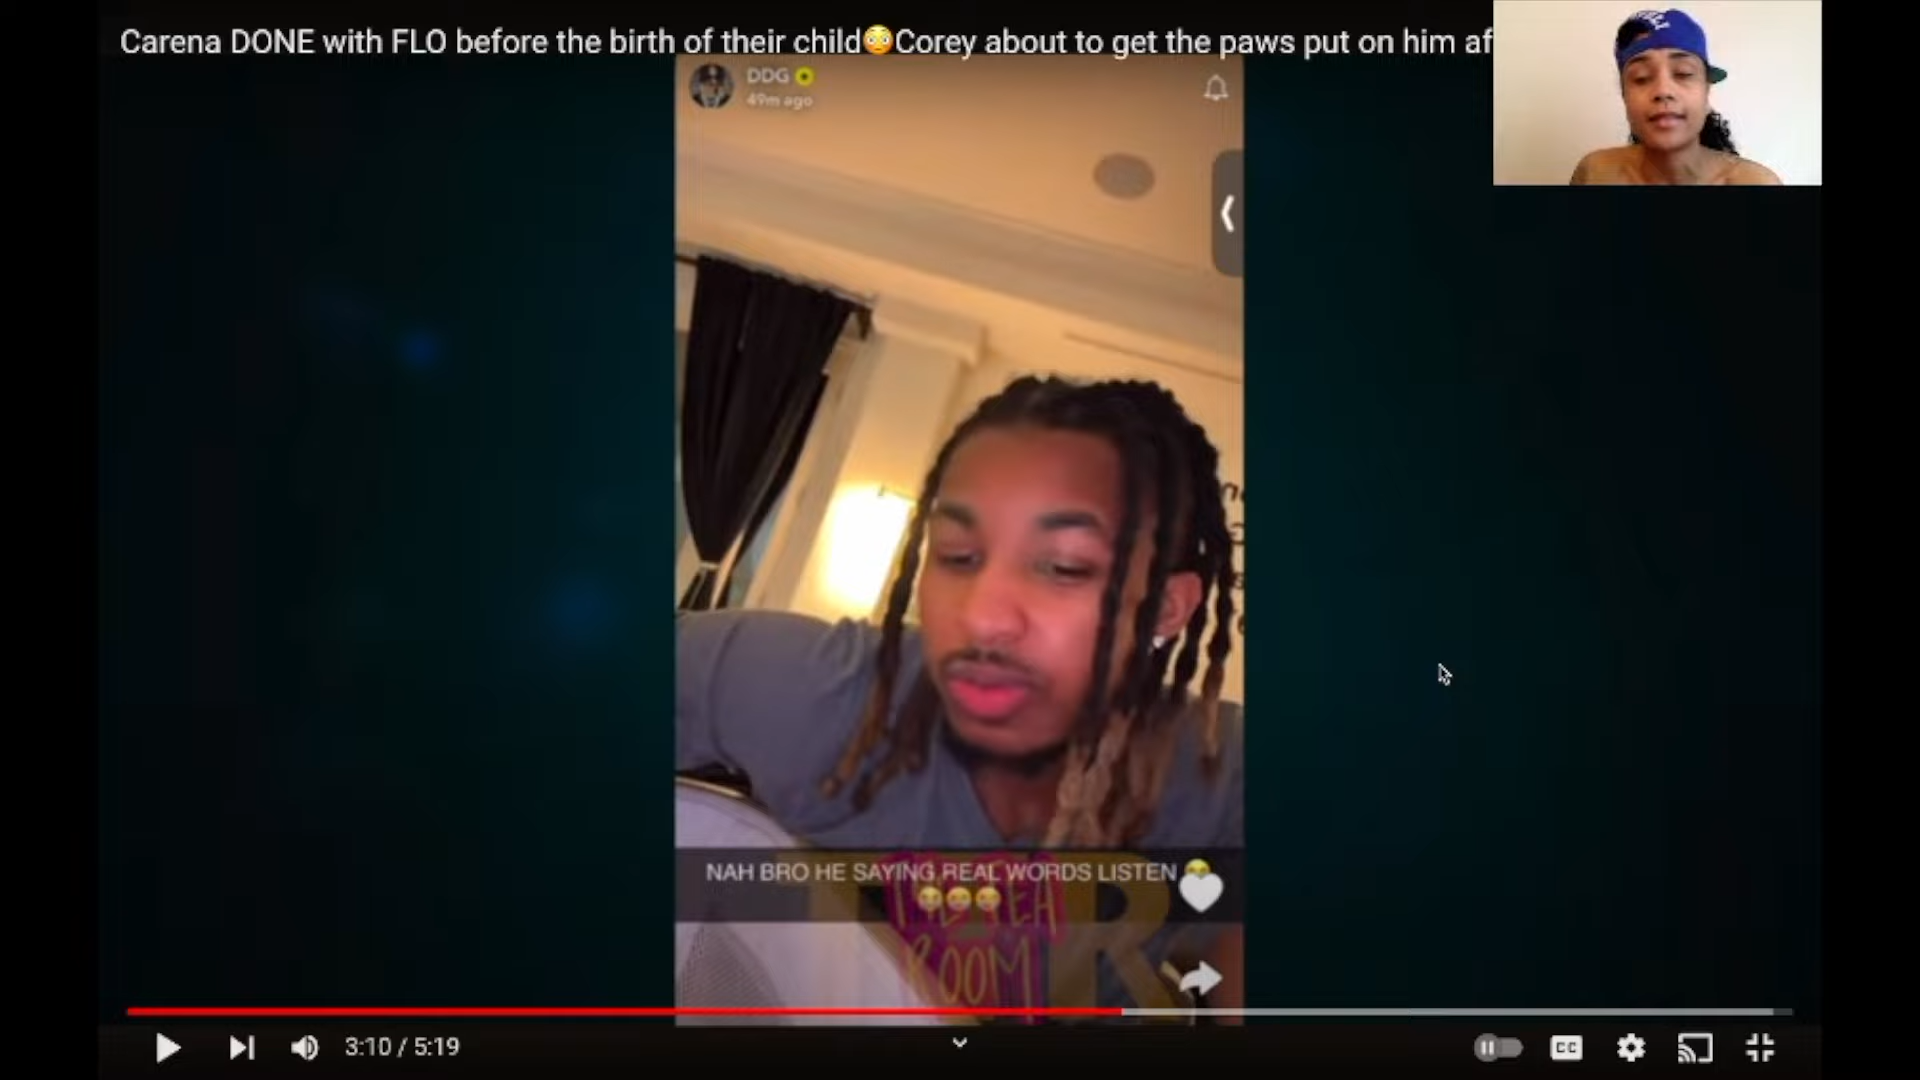 Carena DONE with FLO before the birth of their child😳Corey about to get the paws put on him af
DDG
49m ago
NAH BRO HE SAYING REAL WORDS LISTEN 😂
😂😂😂
THE TEA
ROOM
R
3:10 / 5:19
CC